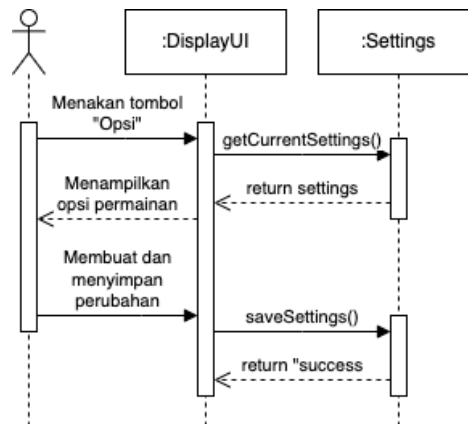 :DisplayUI
:Settings
Menakan tombol
"Opsi"
getCurrentSettings()
return settings
Menampilkan
opsi permainan
Membuat dan
menyimpan
perubahan
saveSettings()
return "success